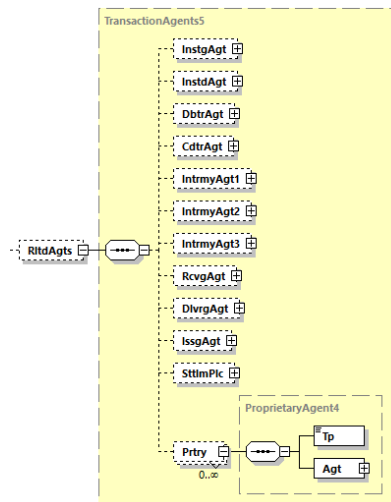 TransactionAgents5
InstgAgt
InstdAgt
DbtrAgt
CdtrAgt
IntrmyAgt1
IntrmyAgt2
IntrmyAgt3
RltdAgts
RcvgAgt
DlvrgAgt
IssgAgt
SttlmPlc
ProprietaryAgent4
Tp
Prtry
0..∞
Agt